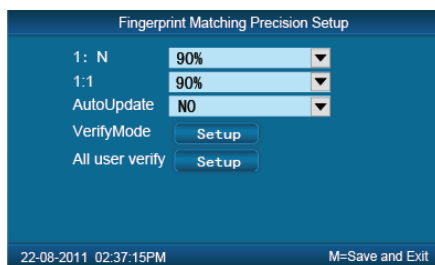 Fingerprint Matching Precision Setup
1: N 90%
1:1 90%
AutoUpdate NO
VerifyMode Setup
All user verify Setup
22-08-2011 02:37:15PM M=Save and Exit